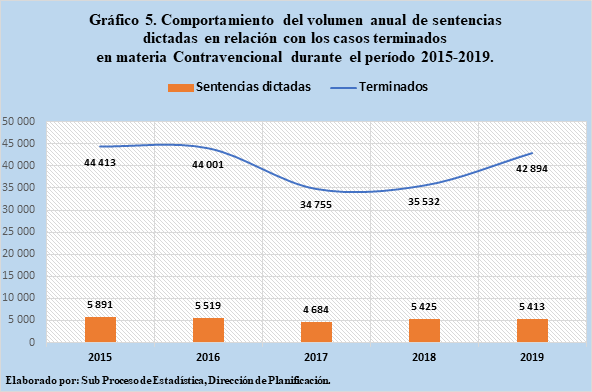 Gráfico 5. Comportamiento del volumen anual de sentencias
dictadas en relación con los casos terminados
en materia Contravencional durante el período 2015-2019.
Sentencias dictadas Terminados
50 000
45 000
40 000
35 000
30 000
25 000
20 000
15 000
10 000
5 000
0
44 413 44 001 34 755 35 532 42 894
5 891 5 519 4 684 5 425 5 413
2015 2016 2017 2018 2019
Elaborado por: Sub Proceso de Estadística, Dirección de Planificación.